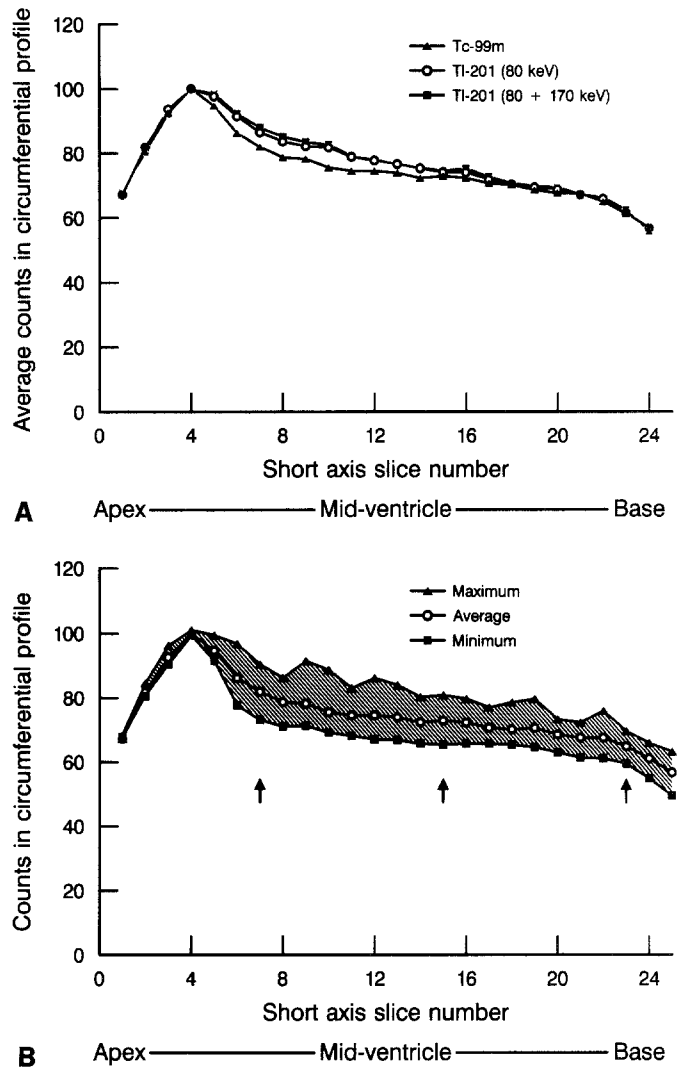 120
100
80
60
40
20
0
Average counts in circumferential profile
Tc-99m
Tl-201 (80 keV)
Tl-201 (80 + 170 keV)
0 4 8 12 16 20 24
Short axis slice number
A Apex Mid-ventricle Base
120
100
80
60
40
20
0
Counts in circumferential profile
Maximum
Average
Minimum
0 4 8 12 16 20 24
Short axis slice number
B Apex Mid-ventricle Base